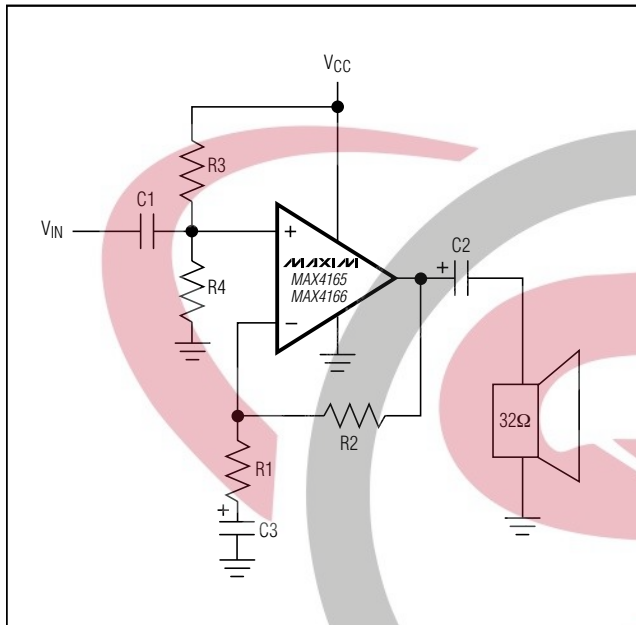 VCC
R3
C1
VIN
R4
+
MAXIM
MAX4165
MAX4166
−
+
C2
R2
32Ω
R1
+
C3